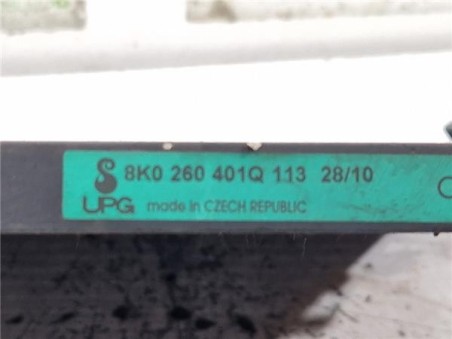 8K0 260 401Q 113 28/10
UPG made in CZECH REPUBLIC